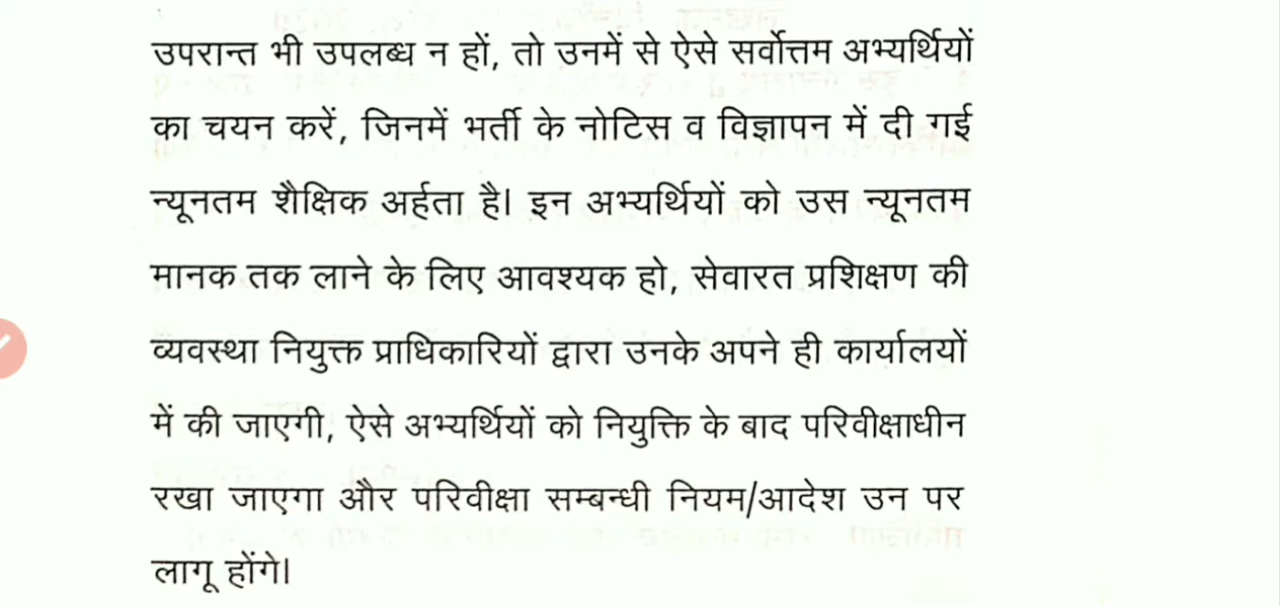 उपरान्त भी उपलब्ध न हों, तो उनमें से ऐसे सर्वोत्तम अभ्यर्थियों
का चयन करें, जिनमें भर्ती के नोटिस व विज्ञापन में दी गई
न्यूनतम शैक्षिक अर्हता है। इन अभ्यर्थियों को उस न्यूनतम
मानक तक लाने के लिए आवश्यक हो, सेवारत प्रशिक्षण की
व्यवस्था नियुक्त प्राधिकारियों द्वारा उनके अपने ही कार्यालयों
में की जाएगी, ऐसे अभ्यर्थियों को नियुक्ति के बाद परिवीक्षाधीन
रखा जाएगा और परिवीक्षा सम्बन्धी नियम/आदेश उन पर
लागू होंगे।